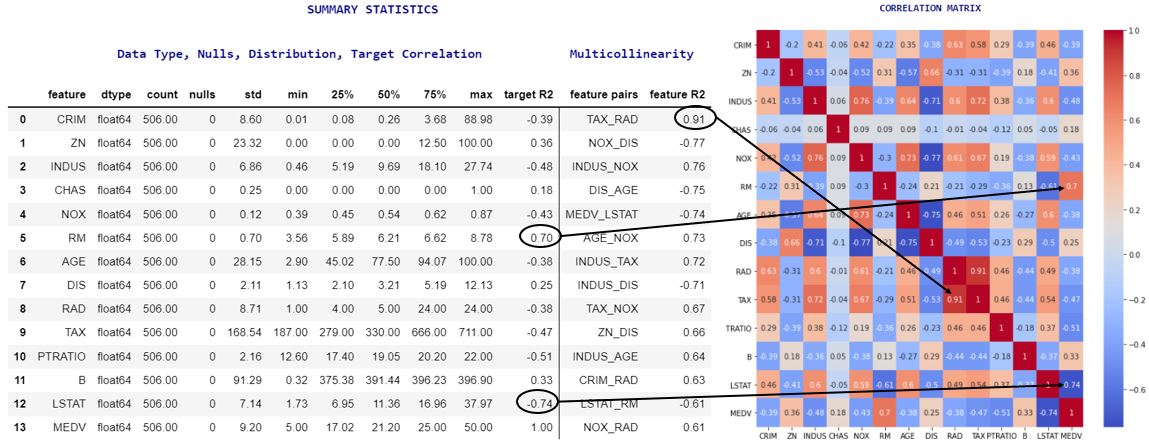 SUMMARY STATISTICS
Data Type, Nulls, Distribution, Target Correlation Multicollinearity
feature dtype count nulls std min 25% 50% 75% max target R2 feature pairs feature R2
0 CRIM float64 506.00 0 8.60 0.01 0.08 0.26 3.68 88.98 -0.39 TAX_RAD 0.91
1 ZN float64 506.00 0 23.32 0.00 0.00 0.00 12.50 100.00 0.36 NOX_DIS -0.77
2 INDUS float64 506.00 0 6.86 0.46 5.19 9.69 18.10 27.74 -0.48 INDUS_NOX 0.76
3 CHAS float64 506.00 0 0.25 0.00 0.00 0.00 0.00 1.00 0.18 DIS_AGE -0.75
4 NOX float64 506.00 0 0.12 0.39 0.45 0.54 0.62 0.87 -0.43 MEDV_LSTAT -0.74
5 RM float64 506.00 0 0.70 3.56 5.89 6.21 6.62 8.78 0.70 AGE_NOX 0.73
6 AGE float64 506.00 0 28.15 2.90 45.02 77.50 94.07 100.00 -0.38 INDUS_TAX 0.72
7 DIS float64 506.00 0 2.11 1.13 2.10 3.21 5.19 12.13 0.25 INDUS_DIS -0.71
8 RAD float64 506.00 0 8.71 1.00 4.00 5.00 24.00 24.00 -0.38 TAX_NOX 0.67
9 TAX float64 506.00 0 168.54 187.00 279.00 330.00 666.00 711.00 -0.47 ZN_DIS 0.66
10 PTRATIO float64 506.00 0 2.16 12.60 17.40 19.05 20.20 22.00 -0.51 INDUS_AGE 0.64
11 B float64 506.00 0 91.29 0.32 375.38 391.44 396.23 396.90 0.33 CRIM_RAD 0.63
12 LSTAT float64 506.00 0 7.14 1.73 6.95 11.36 16.96 37.97 -0.74 LSTAT_RM -0.61
13 MEDV float64 506.00 0 9.20 5.00 17.02 21.20 25.00 50.00 1.00 NOX_RAD 0.61
CORRELATION MATRIX
CRIM 1 -0.2 0.41 -0.06 0.42 -0.22 0.35 -0.38 0.63 0.58 0.29 -0.39 0.46 -0.39
ZN -0.2 1 -0.53 -0.04 -0.52 0.31 -0.57 0.66 -0.31 -0.31 -0.39 0.18 -0.41 0.36
INDUS 0.41 -0.53 1 0.06 0.76 -0.39 0.64 -0.71 0.6 0.72 0.38 -0.36 0.6 -0.48
CHAS -0.06 -0.04 0.06 1 0.09 0.09 0.09 -0.1 -0.01 -0.04 -0.12 0.05 -0.05 0.18
NOX 0.42 -0.52 0.76 0.09 1 -0.3 0.73 -0.77 0.61 0.67 0.19 -0.38 0.59 -0.43
RM -0.22 0.31 -0.39 0.09 -0.3 1 -0.24 0.21 -0.21 -0.29 -0.36 0.13 -0.61 0.7
AGE 0.35 -0.57 0.64 0.09 0.73 -0.24 1 -0.75 0.46 0.51 0.26 -0.27 0.6 -0.38
DIS -0.38 0.66 -0.71 -0.1 -0.77 0.21 -0.75 1 -0.49 -0.53 -0.23 0.29 -0.5 0.25
RAD 0.63 -0.31 0.6 -0.01 0.61 -0.21 0.46 -0.49 1 0.91 0.46 -0.44 0.49 -0.38
TAX 0.58 -0.31 0.72 -0.04 0.67 -0.29 0.51 -0.53 0.91 1 0.46 -0.44 0.54 -0.47
TRATIO 0.29 -0.39 0.38 -0.12 0.19 -0.36 0.26 -0.23 0.46 0.46 1 -0.18 0.37 -0.51
B -0.39 0.18 -0.36 0.05 -0.38 0.13 -0.27 0.29 -0.44 -0.44 -0.18 1 -0.37 0.33
LSTAT 0.46 -0.41 0.6 -0.05 0.59 -0.61 0.6 -0.5 0.49 0.54 0.37 -0.37 1 -0.74
MEDV -0.39 0.36 -0.48 0.18 -0.43 0.7 -0.38 0.25 -0.38 -0.47 -0.51 0.33 -0.74 1
CRIM ZN INDUS CHAS NOX RM AGE DIS RAD TAX PTRATIO B LSTAT MEDV
1.0
0.8
0.6
0.4
0.2
0.0
−0.2
−0.4
−0.6